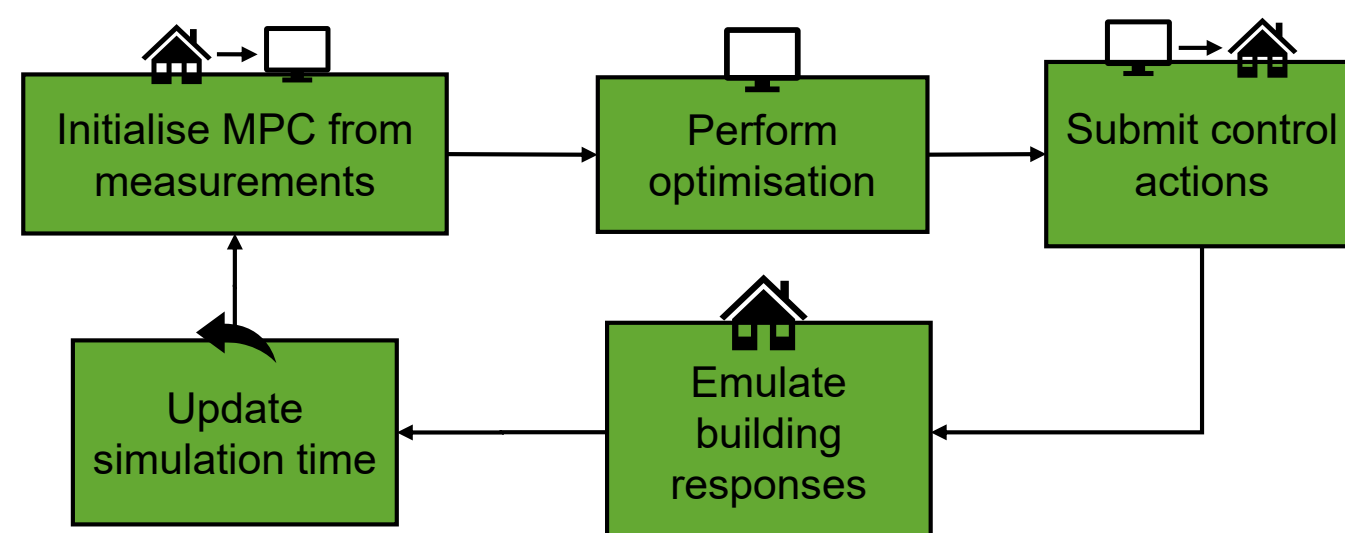 Initialise MPC from
measurements
Perform
optimisation
Submit control
actions
Emulate
building
responses
Update
simulation time